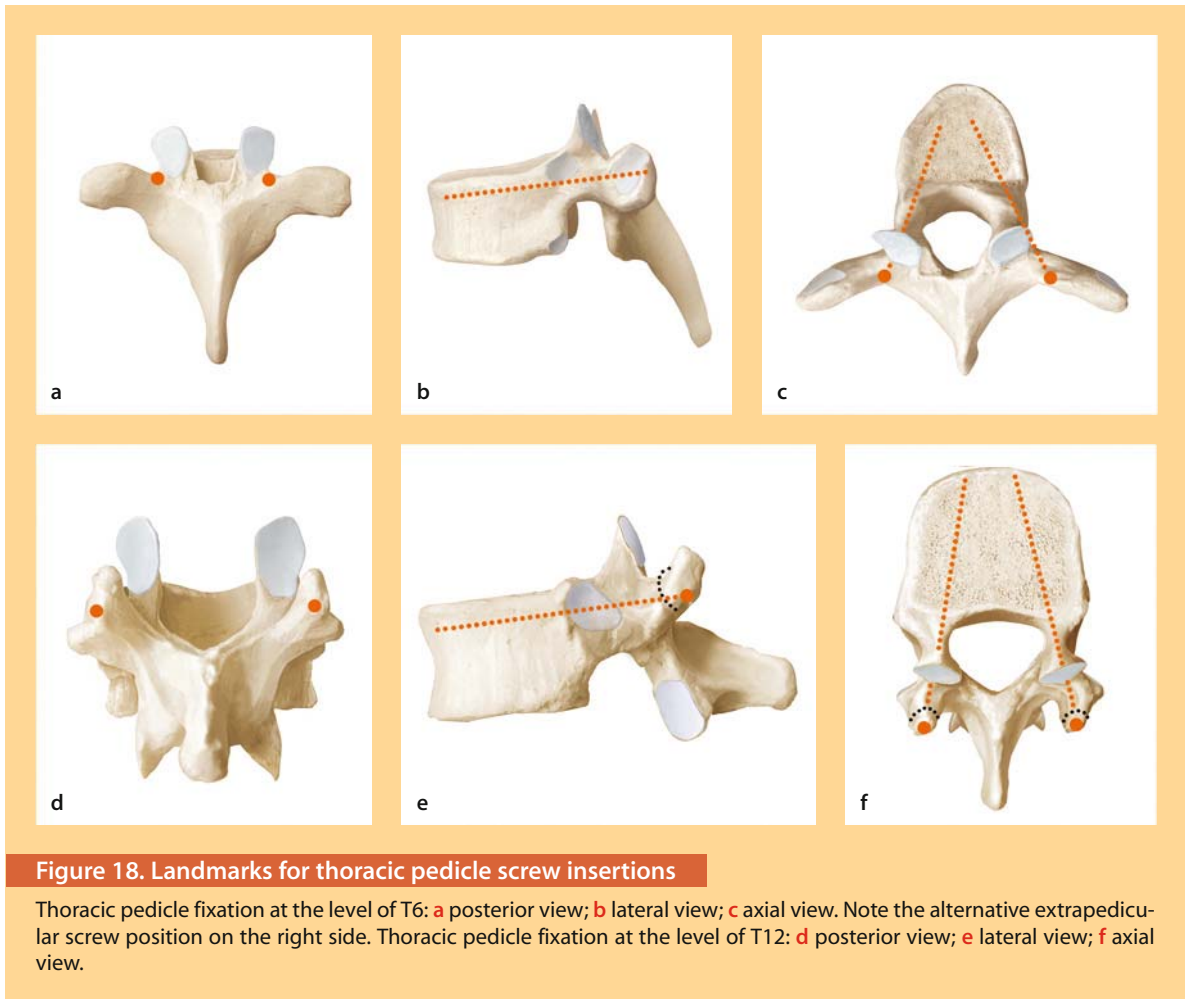 a
b
c
d
e
f
Figure 18. Landmarks for thoracic pedicle screw insertions
Thoracic pedicle fixation at the level of T6: a posterior view; b lateral view; c axial view. Note the alternative extrapedicu-
lar screw position on the right side. Thoracic pedicle fixation at the level of T12: d posterior view; e lateral view; f axial
view.